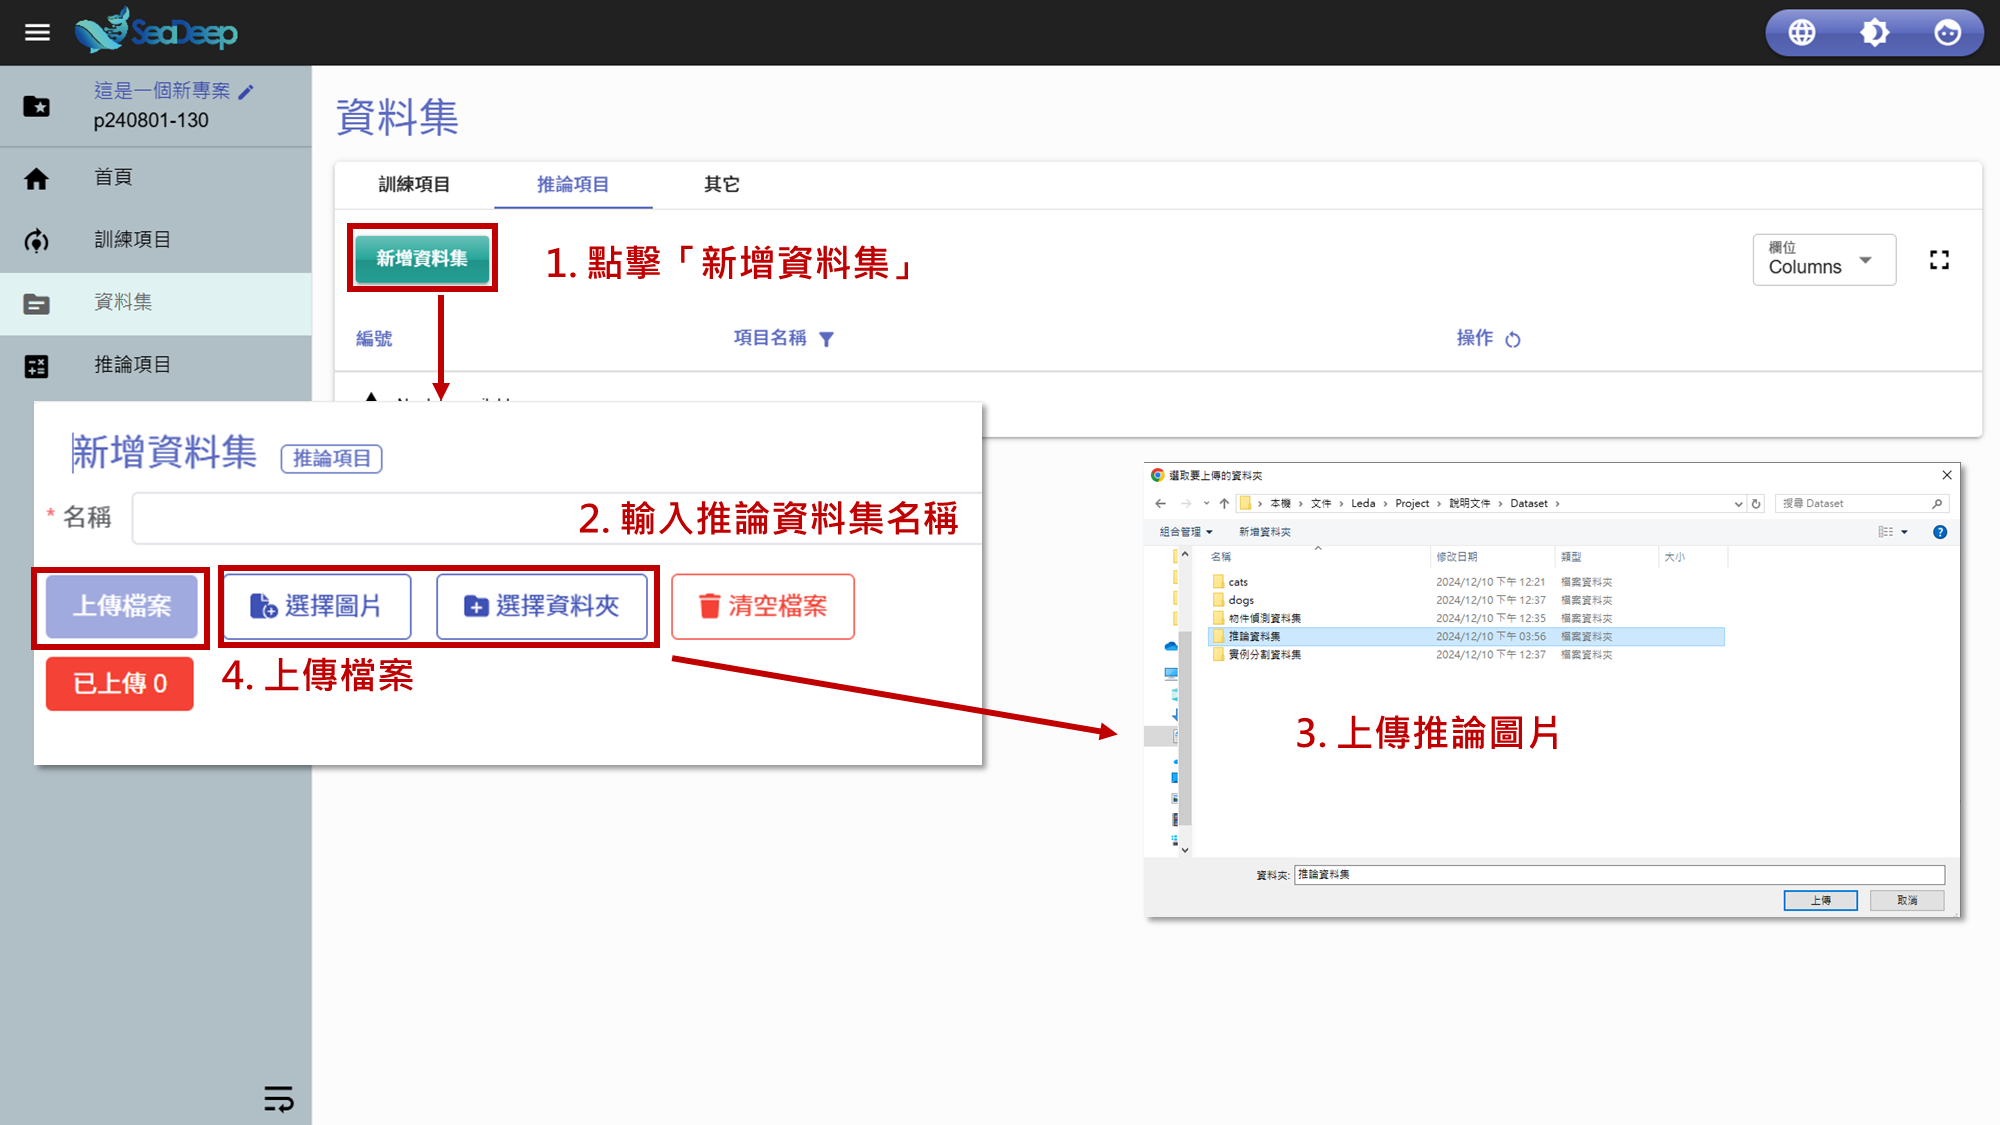 SeaDeep
這是一個新專案
p240801-130
首頁
訓練項目
資料集
推論項目
資料集
訓練項目
推論項目
其它
新增資料集
1. 點擊「新增資料集」
欄位
Columns
編號
項目名稱
操作
新增資料集
推論項目
* 名稱
2. 輸入推論資料集名稱
上傳檔案
選擇圖片
選擇資料夾
清空檔案
已上傳 0
4. 上傳檔案
選取要上傳的資料夾
本機 › 文件 › Leda › Project › 說明文件 › Dataset ›
搜尋 Dataset
組合管理
新增資料夾
名稱
修改日期
類型
大小
cats 2024/12/10 下午 12:21 檔案資料夾
dogs 2024/12/10 下午 12:37 檔案資料夾
物件偵測資料集 2024/12/10 下午 12:35 檔案資料夾
推論資料集 2024/12/10 下午 03:56 檔案資料夾
實例分割資料集 2024/12/10 下午 12:37 檔案資料夾
3. 上傳推論圖片
資料夾: 推論資料集
上傳
取消